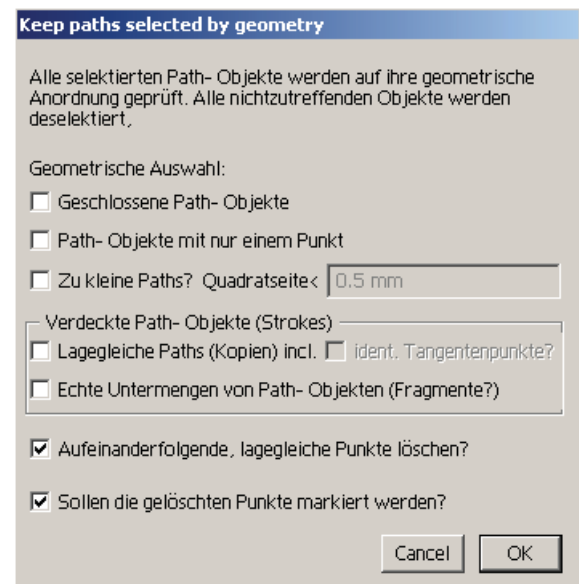 Keep paths selected by geometry
Alle selektierten Path- Objekte werden auf ihre geometrische
Anordnung geprüft. Alle nichtzutreffenden Objekte werden
deselektiert,
Geometrische Auswahl:
Geschlossene Path- Objekte
Path- Objekte mit nur einem Punkt
Zu kleine Paths? Quadratseite< 0.5 mm
Verdeckte Path- Objekte (Strokes)
Lagegleiche Paths (Kopien) incl. ident. Tangentenpunkte?
Echte Untermengen von Path- Objekten (Fragmente?)
Aufeinanderfolgende, lagegleiche Punkte löschen?
Sollen die gelöschten Punkte markiert werden?
Cancel OK